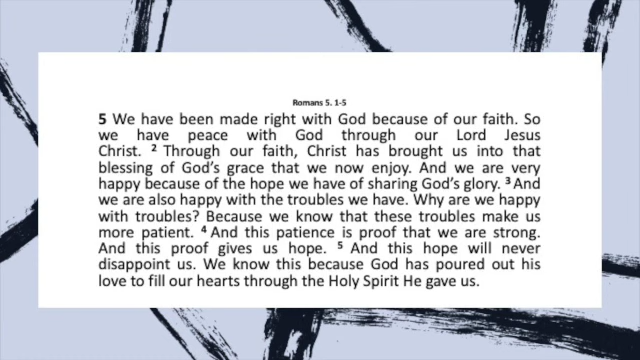 Romans 5. 1-5
5 We have been made right with God because of our faith. So
we have peace with God through our Lord Jesus
Christ. 2 Through our faith, Christ has brought us into that
blessing of God’s grace that we now enjoy. And we are very
happy because of the hope we have of sharing God’s glory. 3 And
we are also happy with the troubles we have. Why are we happy
with troubles? Because we know that these troubles make us
more patient. 4 And this patience is proof that we are strong.
And this proof gives us hope. 5 And this hope will never
disappoint us. We know this because God has poured out his
love to fill our hearts through the Holy Spirit He gave us.